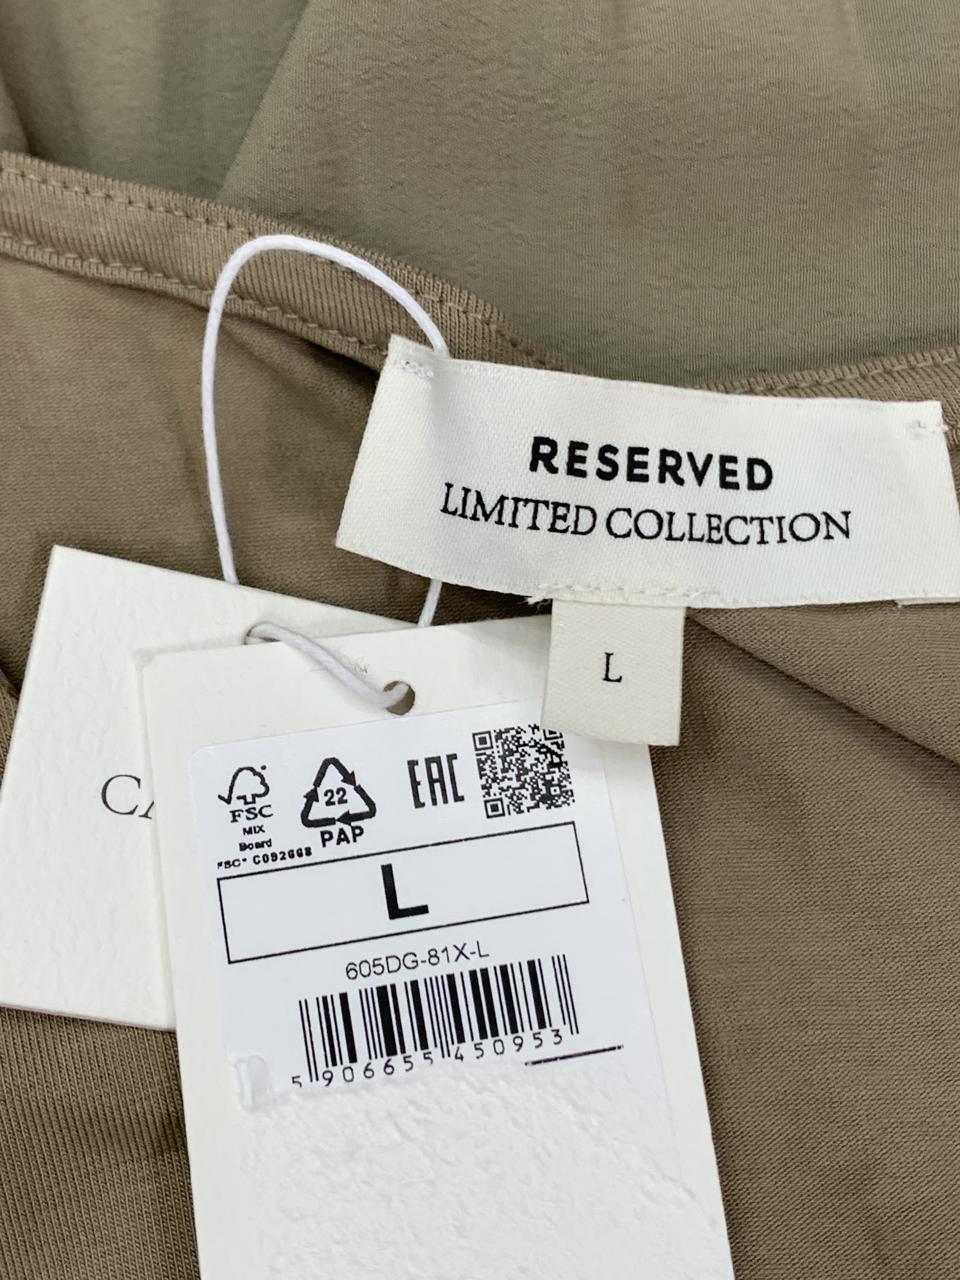 RESERVED
LIMITED COLLECTION
L
CA
FSC
MIX
Board
FSC® C092668
22
PAP
EAC
L
605DG-81X-L
5 906655 450953